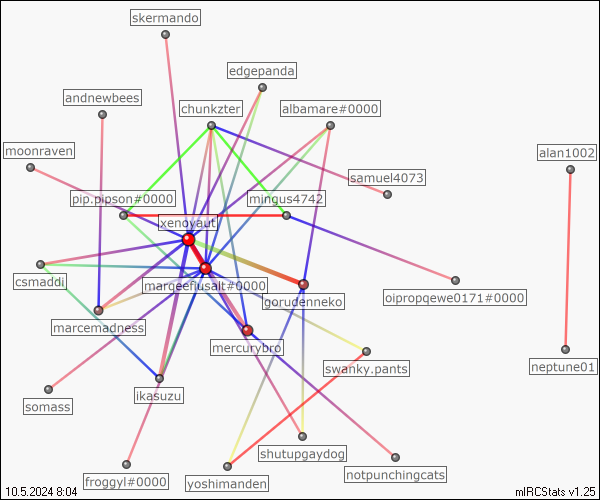 skermando
edgepanda
andnewbees
chunkzter
albamare#0000
moonraven
alan1002
samuel4073
pip.pipson#0000
mingus4742
xenoyaut
csmaddi
marqeeflusalt#0000
gorudenneko
oipropqewe0171#0000
marcemadness
mercurybro
swanky.pants
neptune01
ikasuzu
somass
shutupgaydog
notpunchingcats
froggyl#0000
yoshimanden
10.5.2024 8:04
mIRCStats v1.25